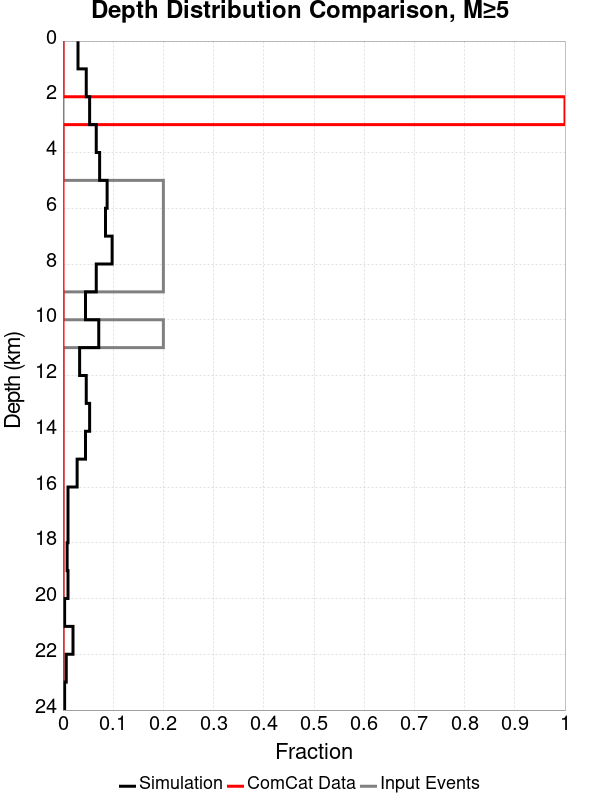 Depth Distribution Comparison, M≥5
0
2
4
6
8
10
12
14
16
18
20
22
24
Depth (km)
0 0.1 0.2 0.3 0.4 0.5 0.6 0.7 0.8 0.9 1
Fraction
Simulation ComCat Data Input Events